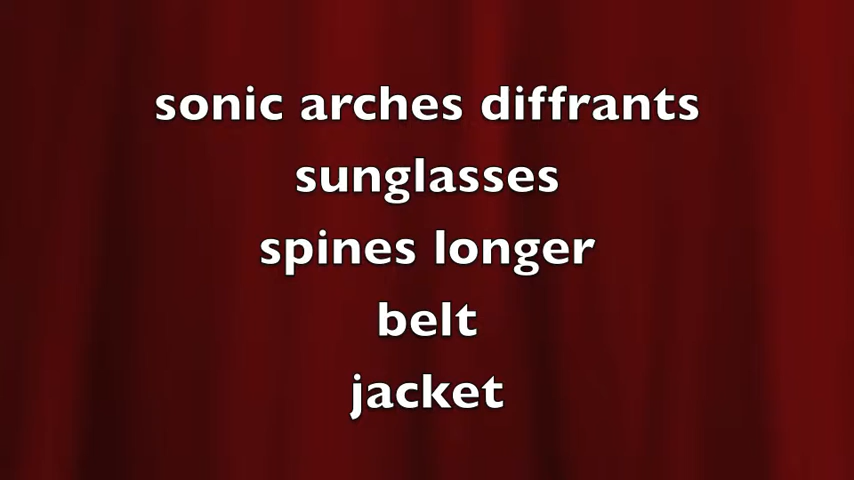 sonic arches diffrants
sunglasses
spines longer
belt
jacket